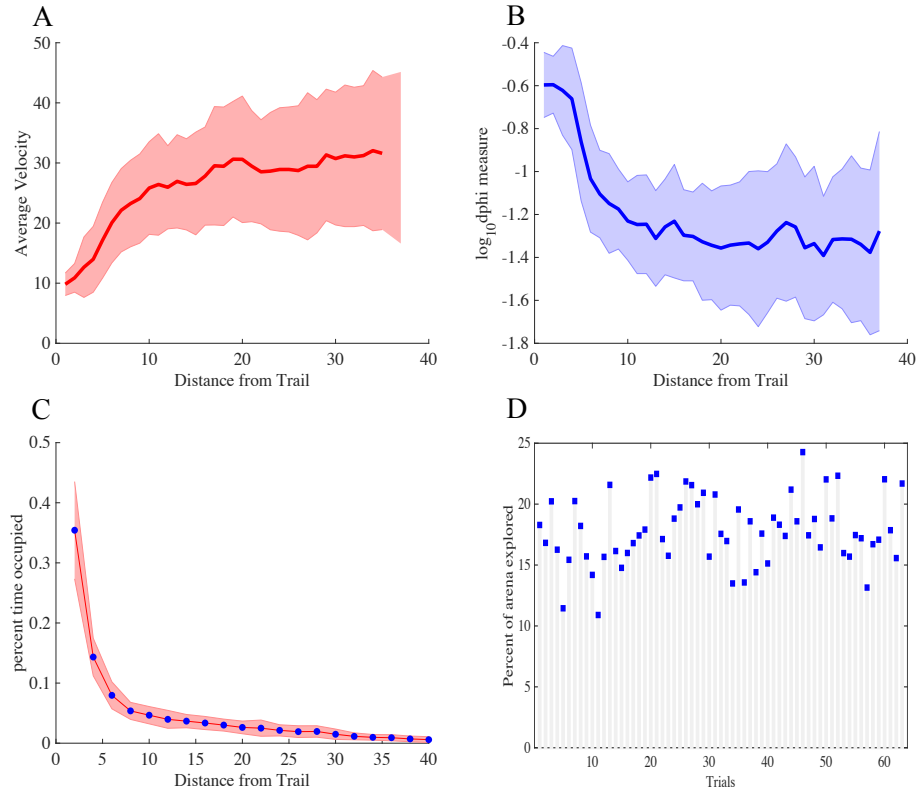 A
50
40
30
20
10
0
Average Velocity
0 10 20 30 40
Distance from Trail
B
-0.4
-0.6
-0.8
-1
-1.2
-1.4
-1.6
-1.8
log10dphi measure
0 10 20 30 40
Distance from Trail
C
0.5
0.4
0.3
0.2
0.1
0
percent time occupied
0 5 10 15 20 25 30 35 40
Distance from Trail
D
25
20
15
10
5
0
Percent of arena explored
10 20 30 40 50 60
Trials